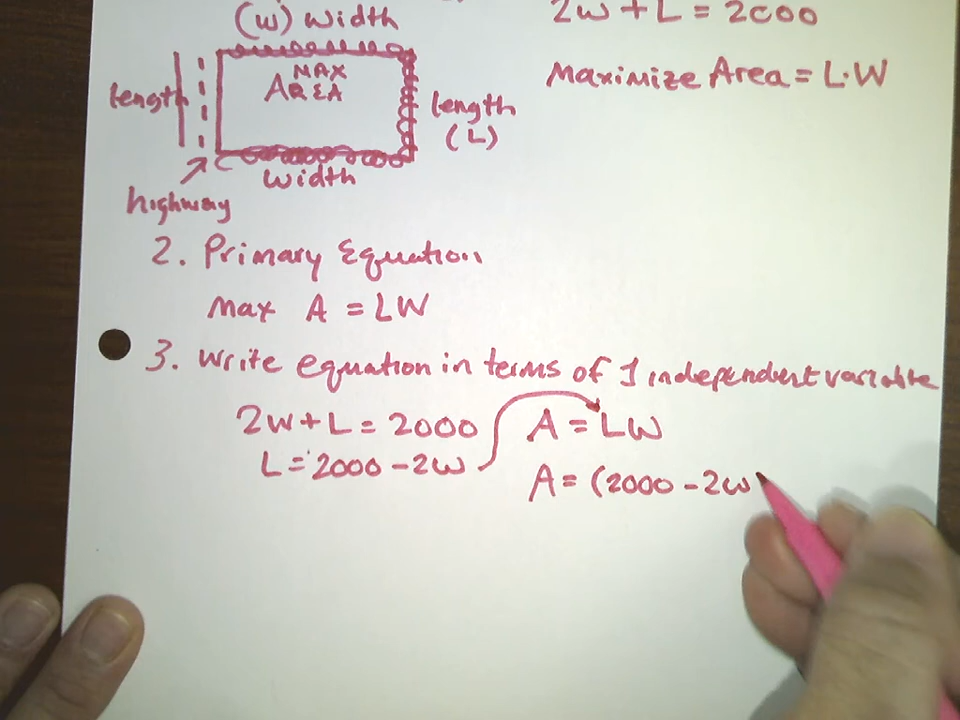 (w) width
2w + L = 2000
MAX
AREA
Maximize Area = L·W
length
length
(L)
width
highway
2. Primary Equation
Max A = LW
3. Write equation in terms of 1 independent variable
2w + L = 2000
A = LW
L = 2000 - 2w
A = (2000 - 2w